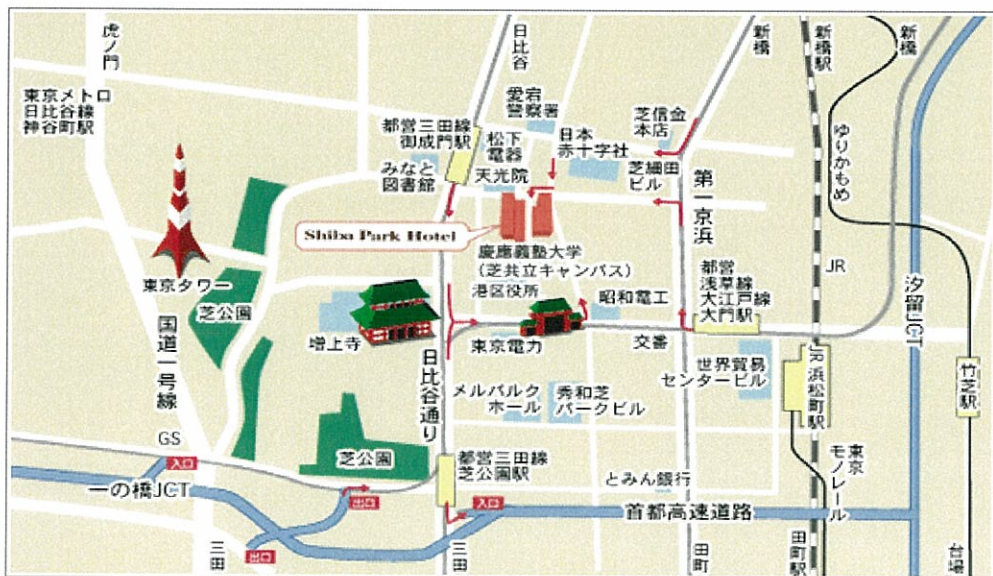 虎ノ門
日比谷
新橋
新橋駅
新橋
新橋
東京メトロ
日比谷線
神谷町駅
愛宕
警察署
芝信金
本店
都営三田線
御成門駅
松下
電器
日本
赤十字社
ゆりかもめ
みなと
図書館
天光院
芝細田
ビル
第一京浜
Shiba Park Hotel
慶應義塾大学
(芝共立キャンパス)
港区役所
都営
浅草線
大江戸線
大門駅
JR
東京タワー
芝公園
昭和電工
汐留JCT
国道一号線
増上寺
日比谷通り
東京電力
交番
世界貿易
センタービル
JR 浜松町駅
竹芝駅
メルパルク
ホール
秀和芝
パークビル
GS
入口
芝公園
都営三田線
芝公園駅
とみん銀行
東京
モノレール
一の橋JCT
出口
入口
首都高速道路
出口
三田
三田
田町
田町駅
台場